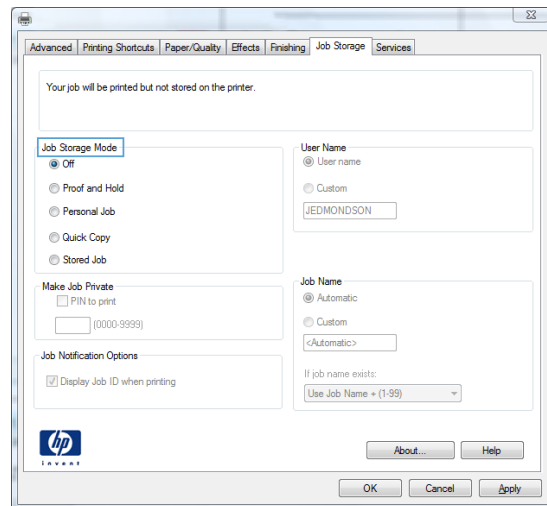 Advanced Printing Shortcuts Paper/Quality Effects Finishing Job Storage Services
Your job will be printed but not stored on the printer.
Job Storage Mode
Off
Proof and Hold
Personal Job
Quick Copy
Stored Job
User Name
User name
Custom
JEDMONDSON
Make Job Private
PIN to print
(0000-9999)
Job Name
Automatic
Custom
<Automatic>
If job name exists:
Use Job Name + (1-99)
Job Notification Options
Display Job ID when printing
hp
invent
About... Help
OK Cancel Apply